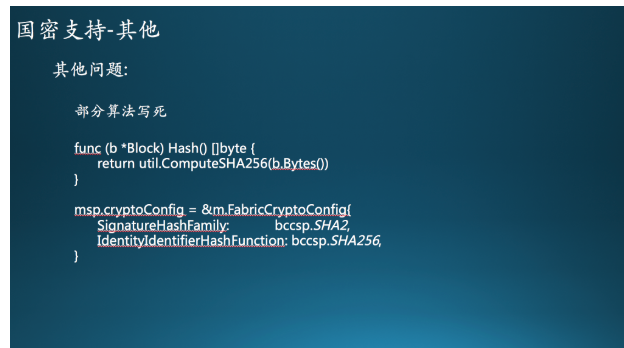 国密支持-其他
其他问题:
部分算法写死
func (b *Block) Hash() []byte {
return util.ComputeSHA256(b.Bytes())
}
msp.cryptoConfig = &m.FabricCryptoConfig{
SignatureHashFamily: bccsp.SHA2,
IdentityIdentifierHashFunction: bccsp.SHA256,
}